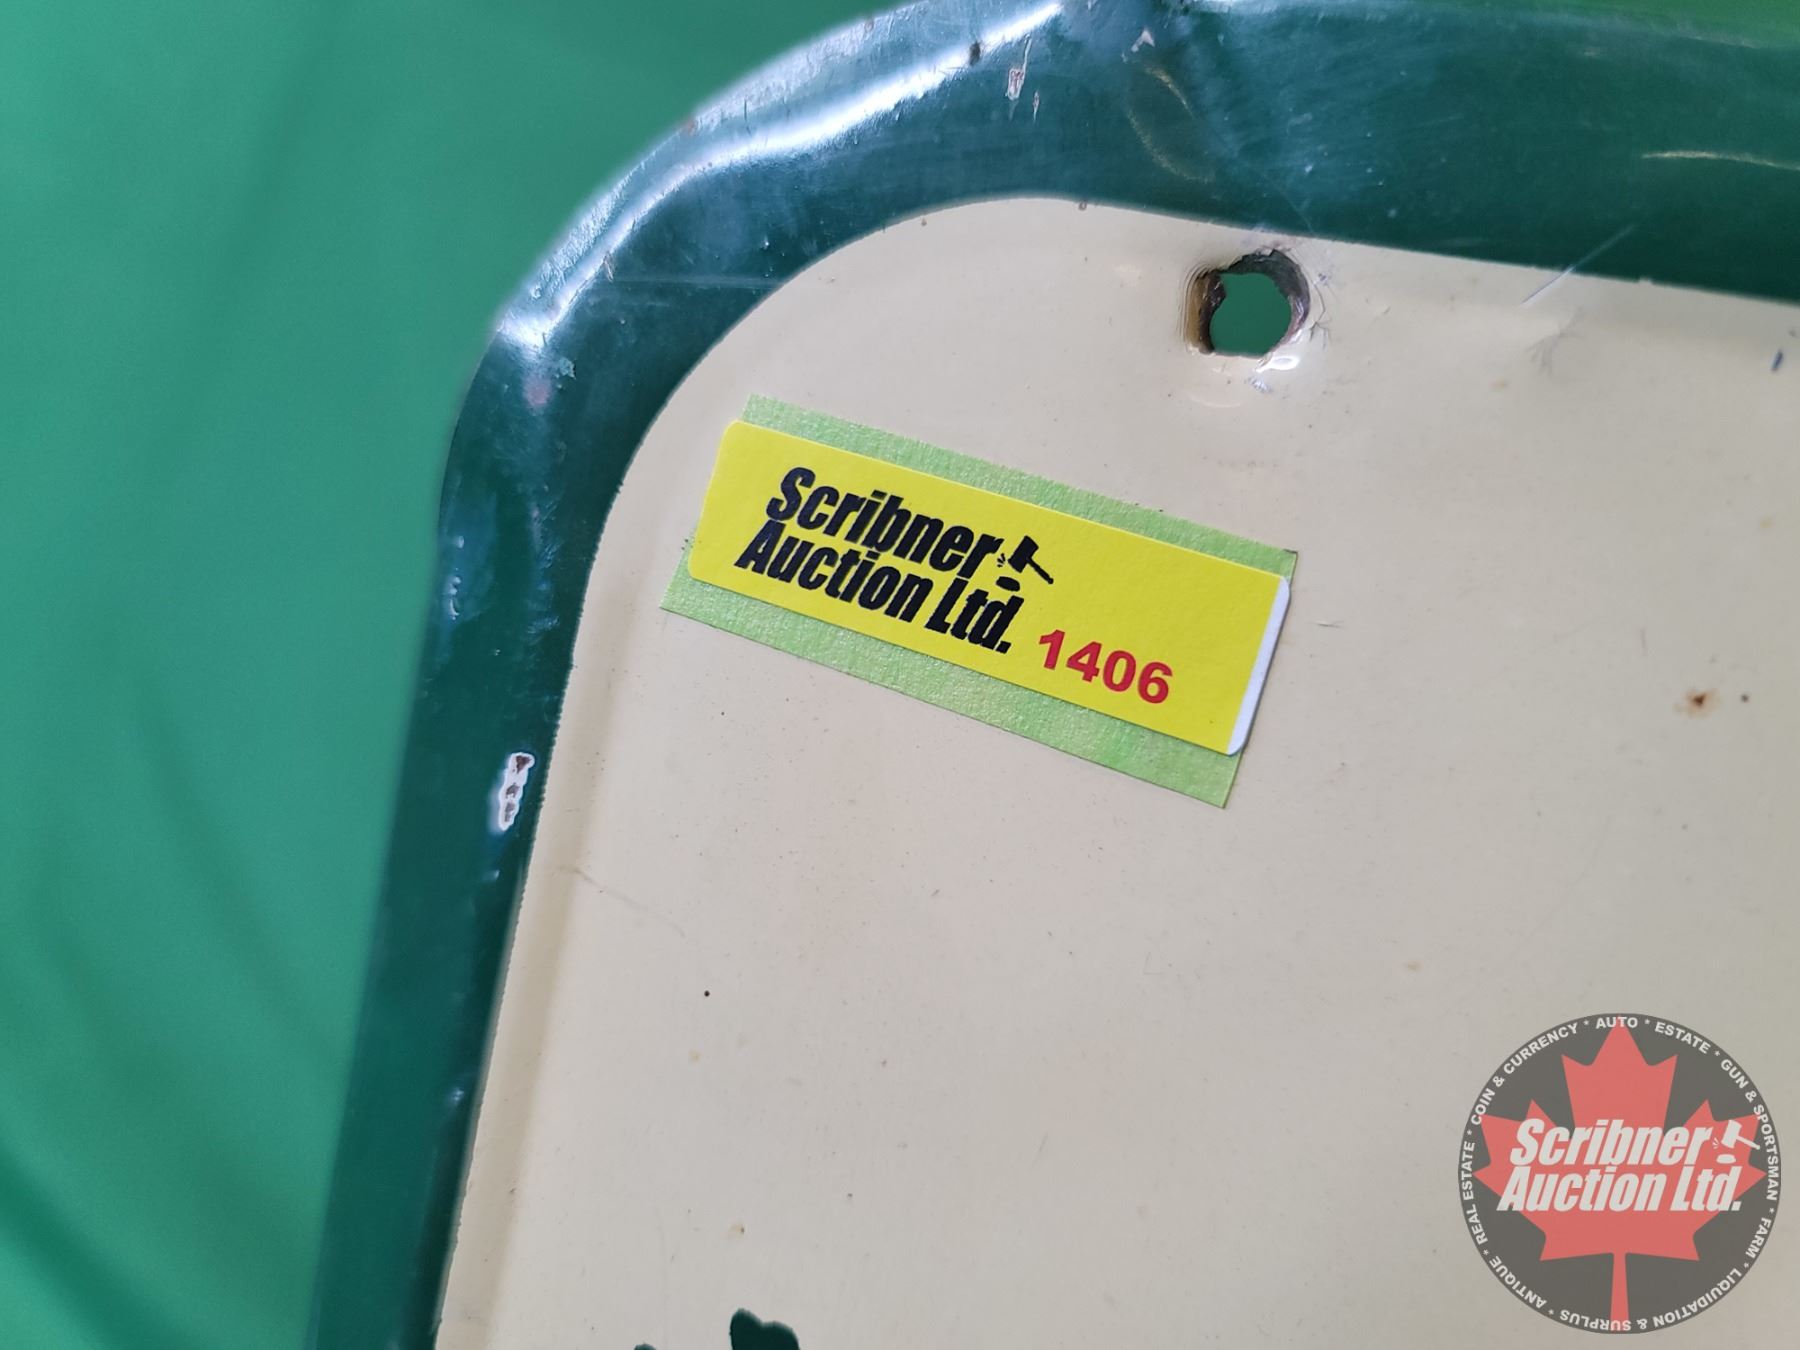 Scribner
Auction Ltd.
1406
COIN & CURRENCY * AUTO * ESTATE * GUN & SPORTSMAN * FARM * LIQUIDATION & SURPLUS * ANTIQUE * REAL ESTATE *
Scribner
Auction Ltd.